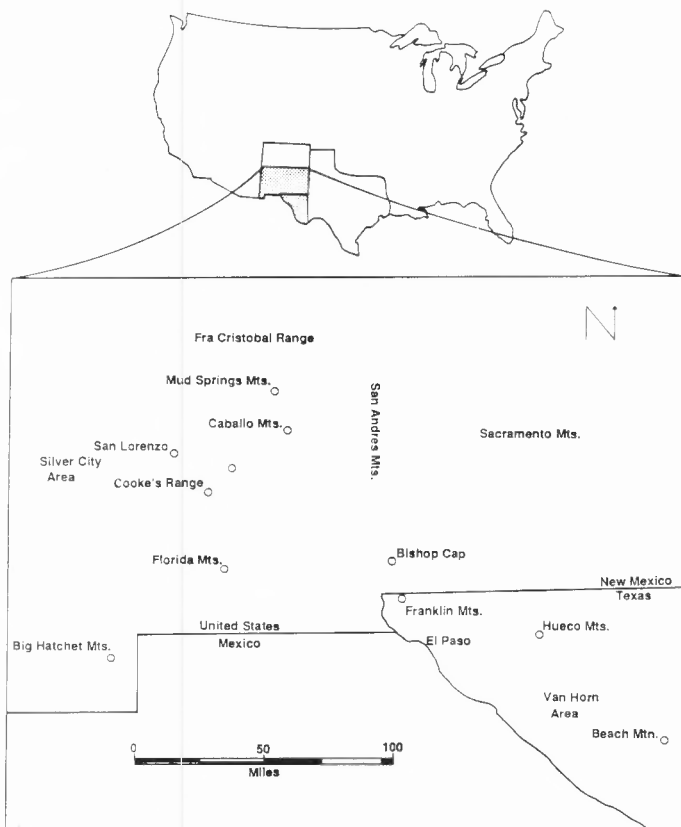 N
Fra Cristobal Range
Mud Springs Mts.
San Andres Mts.
Caballo Mts.
Sacramento Mts.
San Lorenzo
Silver City
Area
Cooke's Range
Bishop Cap
Florida Mts.
New Mexico
Texas
Franklin Mts.
United States
Mexico
El Paso
Hueco Mts.
Big Hatchet Mts.
Van Horn
Area
Beach Mtn.
0 50 100
Miles